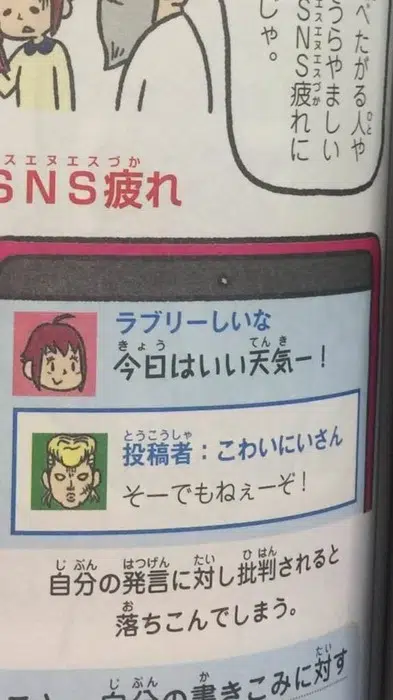 べたがる人や
うらやましい
SNS疲れに
じゃ。
SNS疲れ
ラブリーしいな
今日はいい天気ー！
投稿者：こわいにいさん
そーでもねぇーぞ！
自分の発言に対し批判されると
落ちこんでしまう。
自分の書きこみに対す